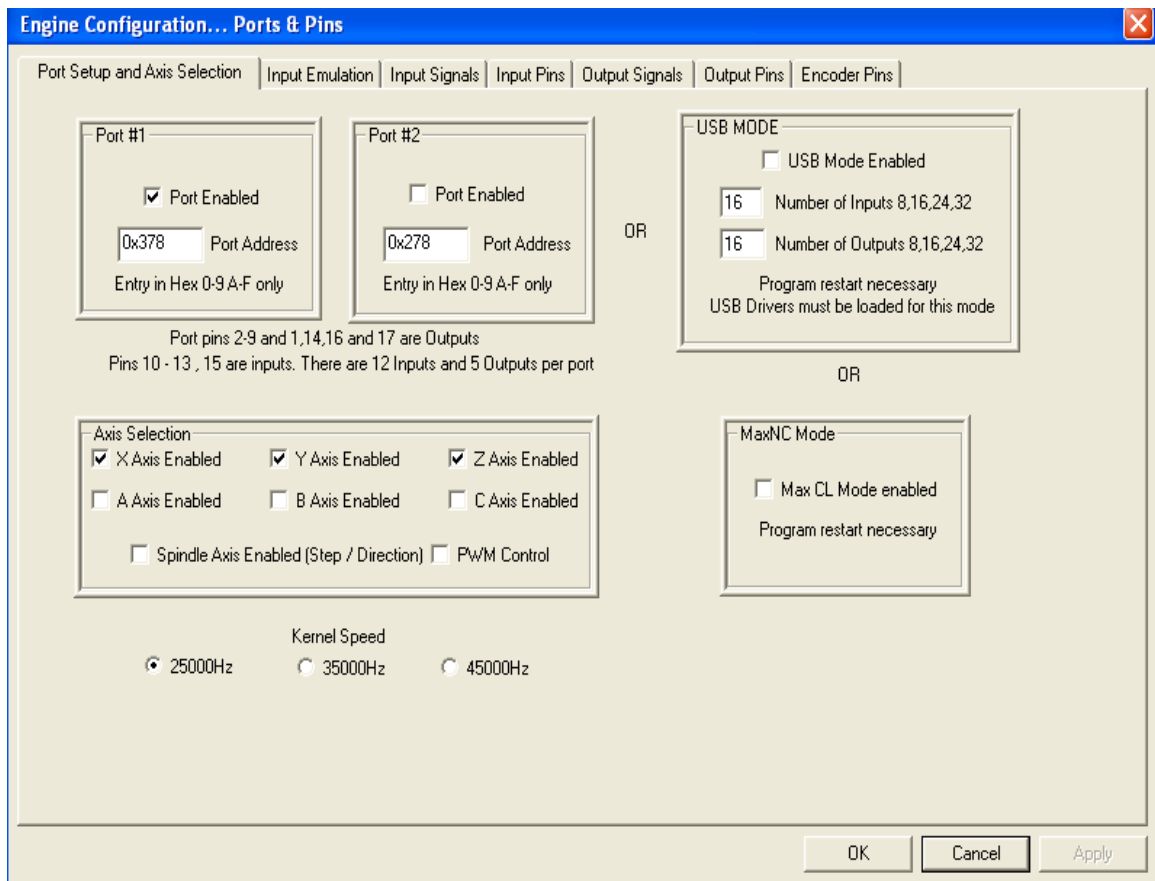 Engine Configuration... Ports & Pins
Port Setup and Axis Selection
Input Emulation
Input Signals
Input Pins
Output Signals
Output Pins
Encoder Pins
Port #1
Port Enabled
0x378 Port Address
Entry in Hex 0-9 A-F only
Port #2
Port Enabled
0x278 Port Address
Entry in Hex 0-9 A-F only
OR
USB MODE
USB Mode Enabled
16 Number of Inputs 8,16,24,32
16 Number of Outputs 8,16,24,32
Program restart necessary
USB Drivers must be loaded for this mode
Port pins 2-9 and 1,14,16 and 17 are Outputs
Pins 10 - 13 , 15 are inputs. There are 12 Inputs and 5 Outputs per port
OR
Axis Selection
X Axis Enabled
Y Axis Enabled
Z Axis Enabled
A Axis Enabled
B Axis Enabled
C Axis Enabled
Spindle Axis Enabled (Step / Direction)
PWM Control
MaxNC Mode
Max CL Mode enabled
Program restart necessary
Kernel Speed
25000Hz
35000Hz
45000Hz
OK
Cancel
Apply